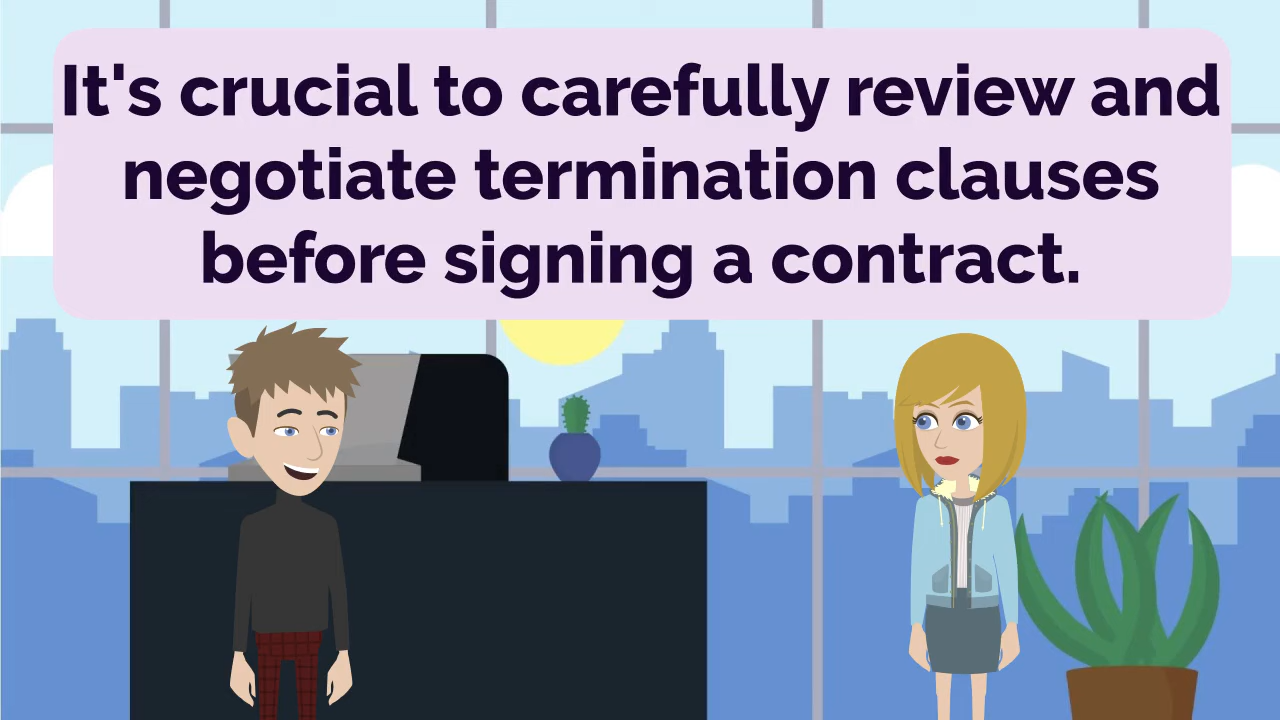 It's crucial to carefully review and
negotiate termination clauses
before signing a contract.